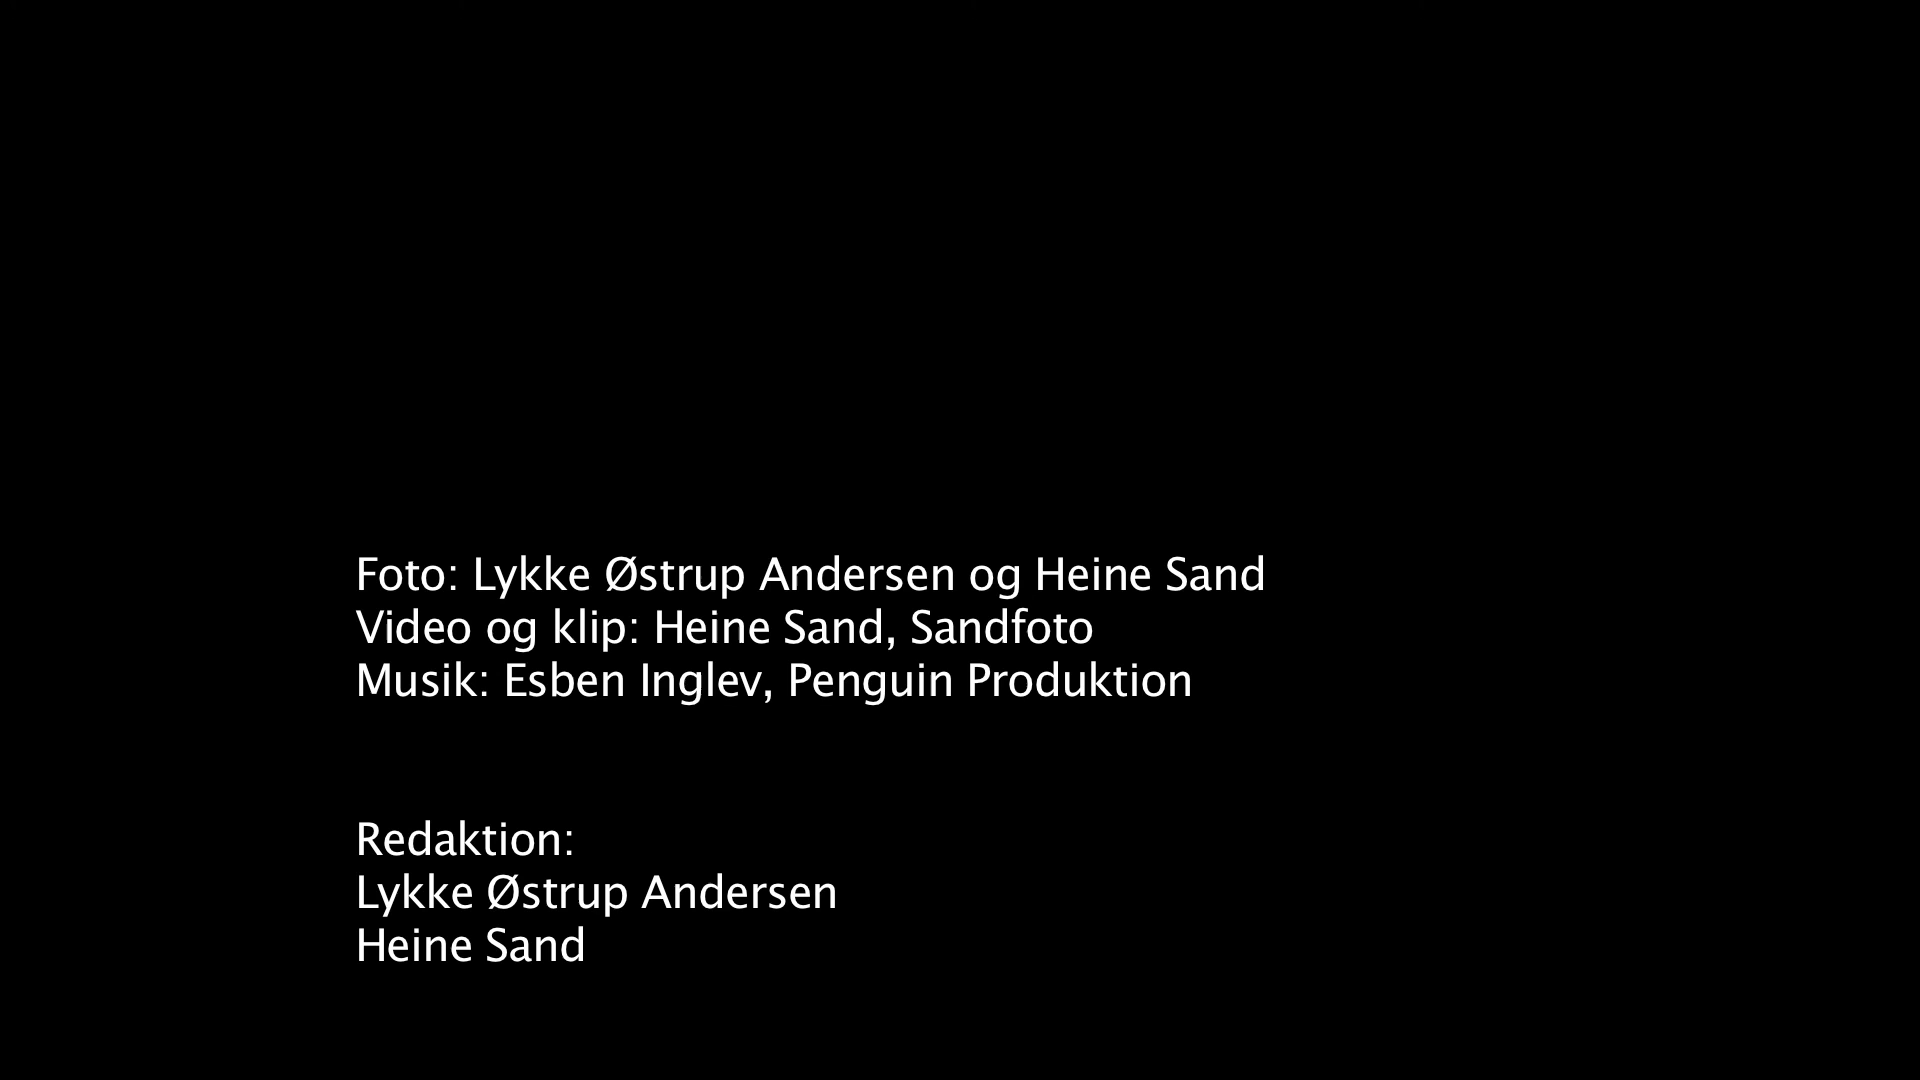 Foto: Lykke Østrup Andersen og Heine Sand
Video og klip: Heine Sand, Sandfoto
Musik: Esben Inglev, Penguin Produktion
Redaktion:
Lykke Østrup Andersen
Heine Sand